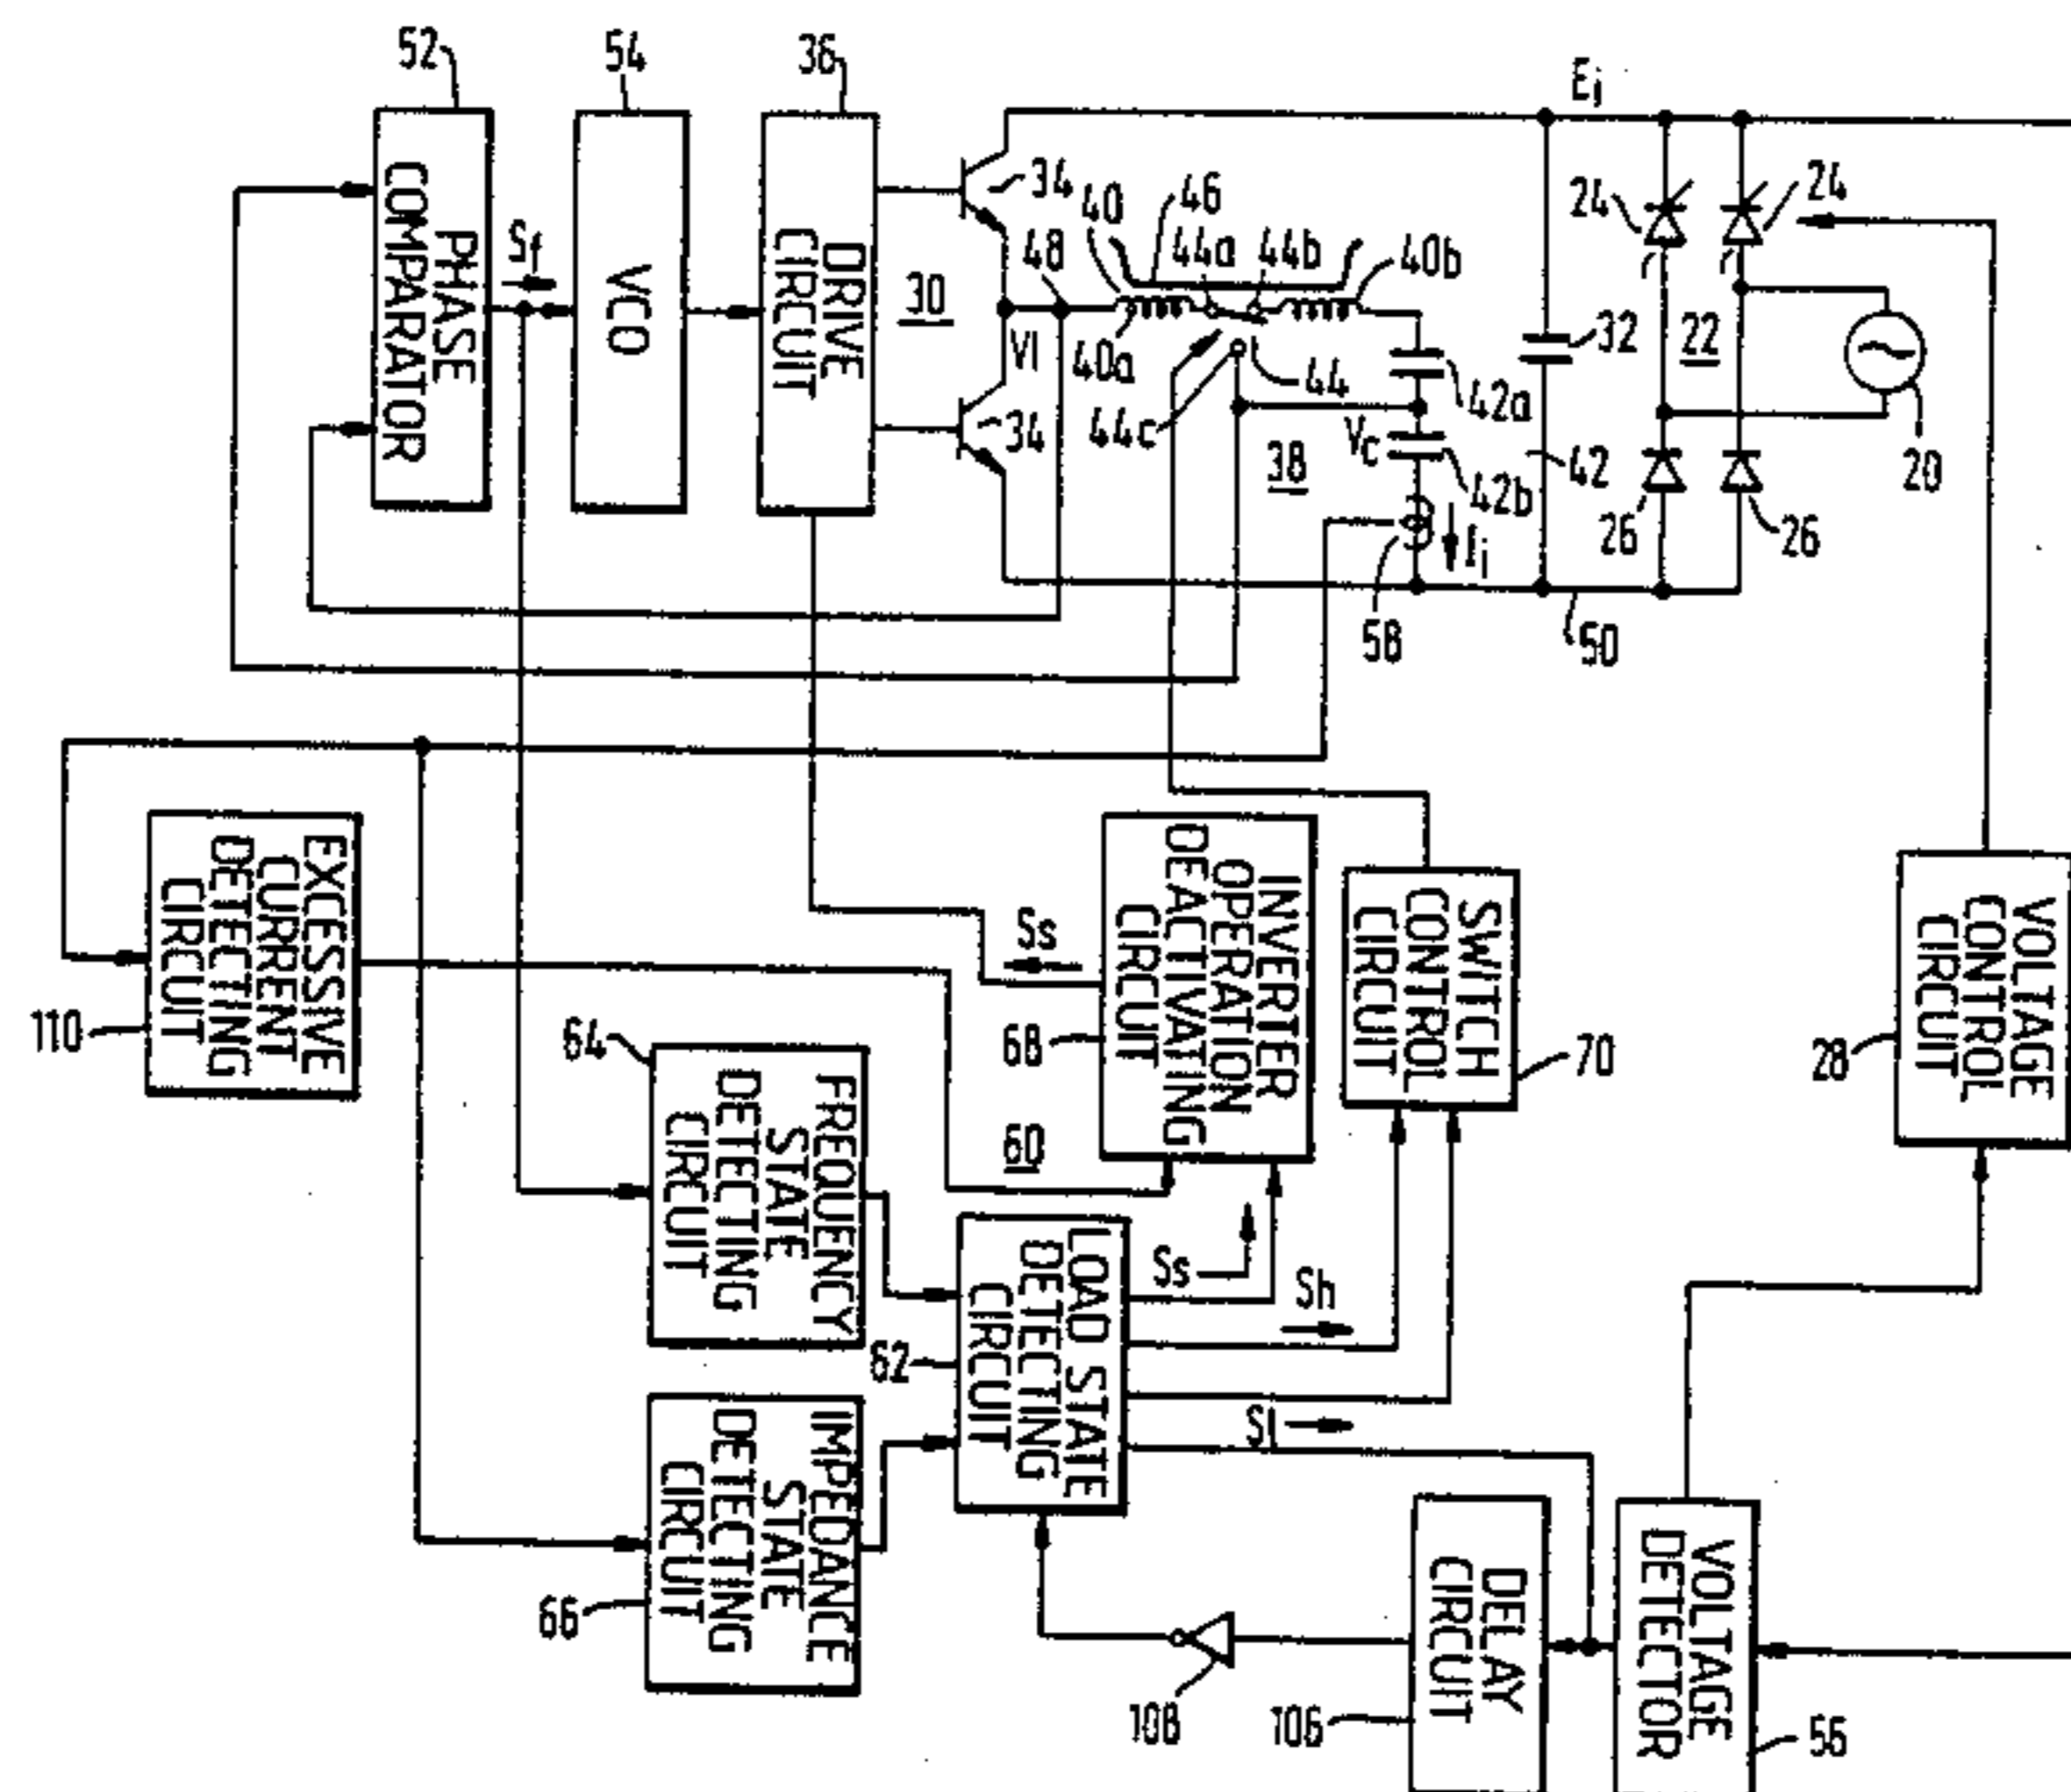 52
54
36
Ej
PHASE
COMPARATOR
Sf
VCO
DRIVE
CIRCUIT
30
34
34
48
40
46
44a
44b
40b
40a
VI
44
44c
42a
Vc
42b
38
58
Ij
32
42
22
24
24
26
26
20
50
EXCESSIVE
CURRENT
DETECTING
CIRCUIT
110
Ss
INVERTER
OPERATION
DEACTIVATING
CIRCUIT
68
SWITCH
CONTROL
CIRCUIT
70
VOLTAGE
CONTROL
CIRCUIT
28
64
FREQUENCY
STATE
DETECTING
CIRCUIT
60
Ss
Sh
Sl
62
LOAD STATE
DETECTING
CIRCUIT
IMPEDANCE
STATE
DETECTING
CIRCUIT
66
108
DELAY
CIRCUIT
106
VOLTAGE
DETECTOR
56